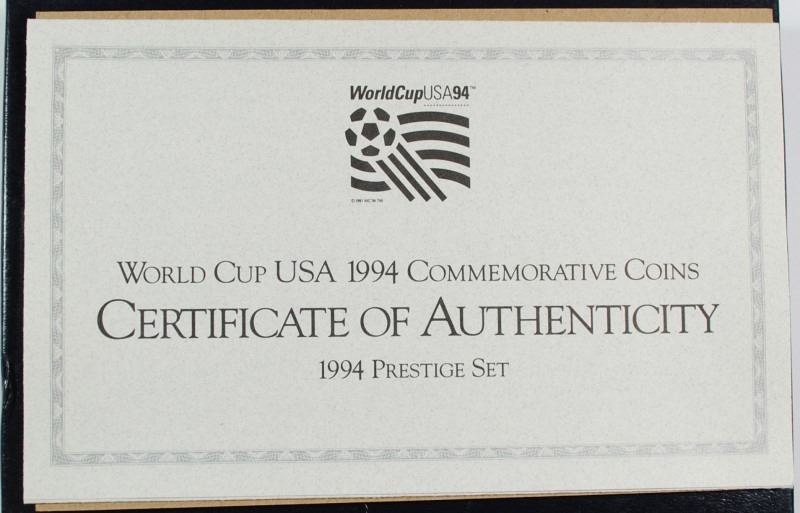 WorldCupUSA94™
WORLD CUP USA 1994 COMMEMORATIVE COINS
CERTIFICATE OF AUTHENTICITY
1994 PRESTIGE SET